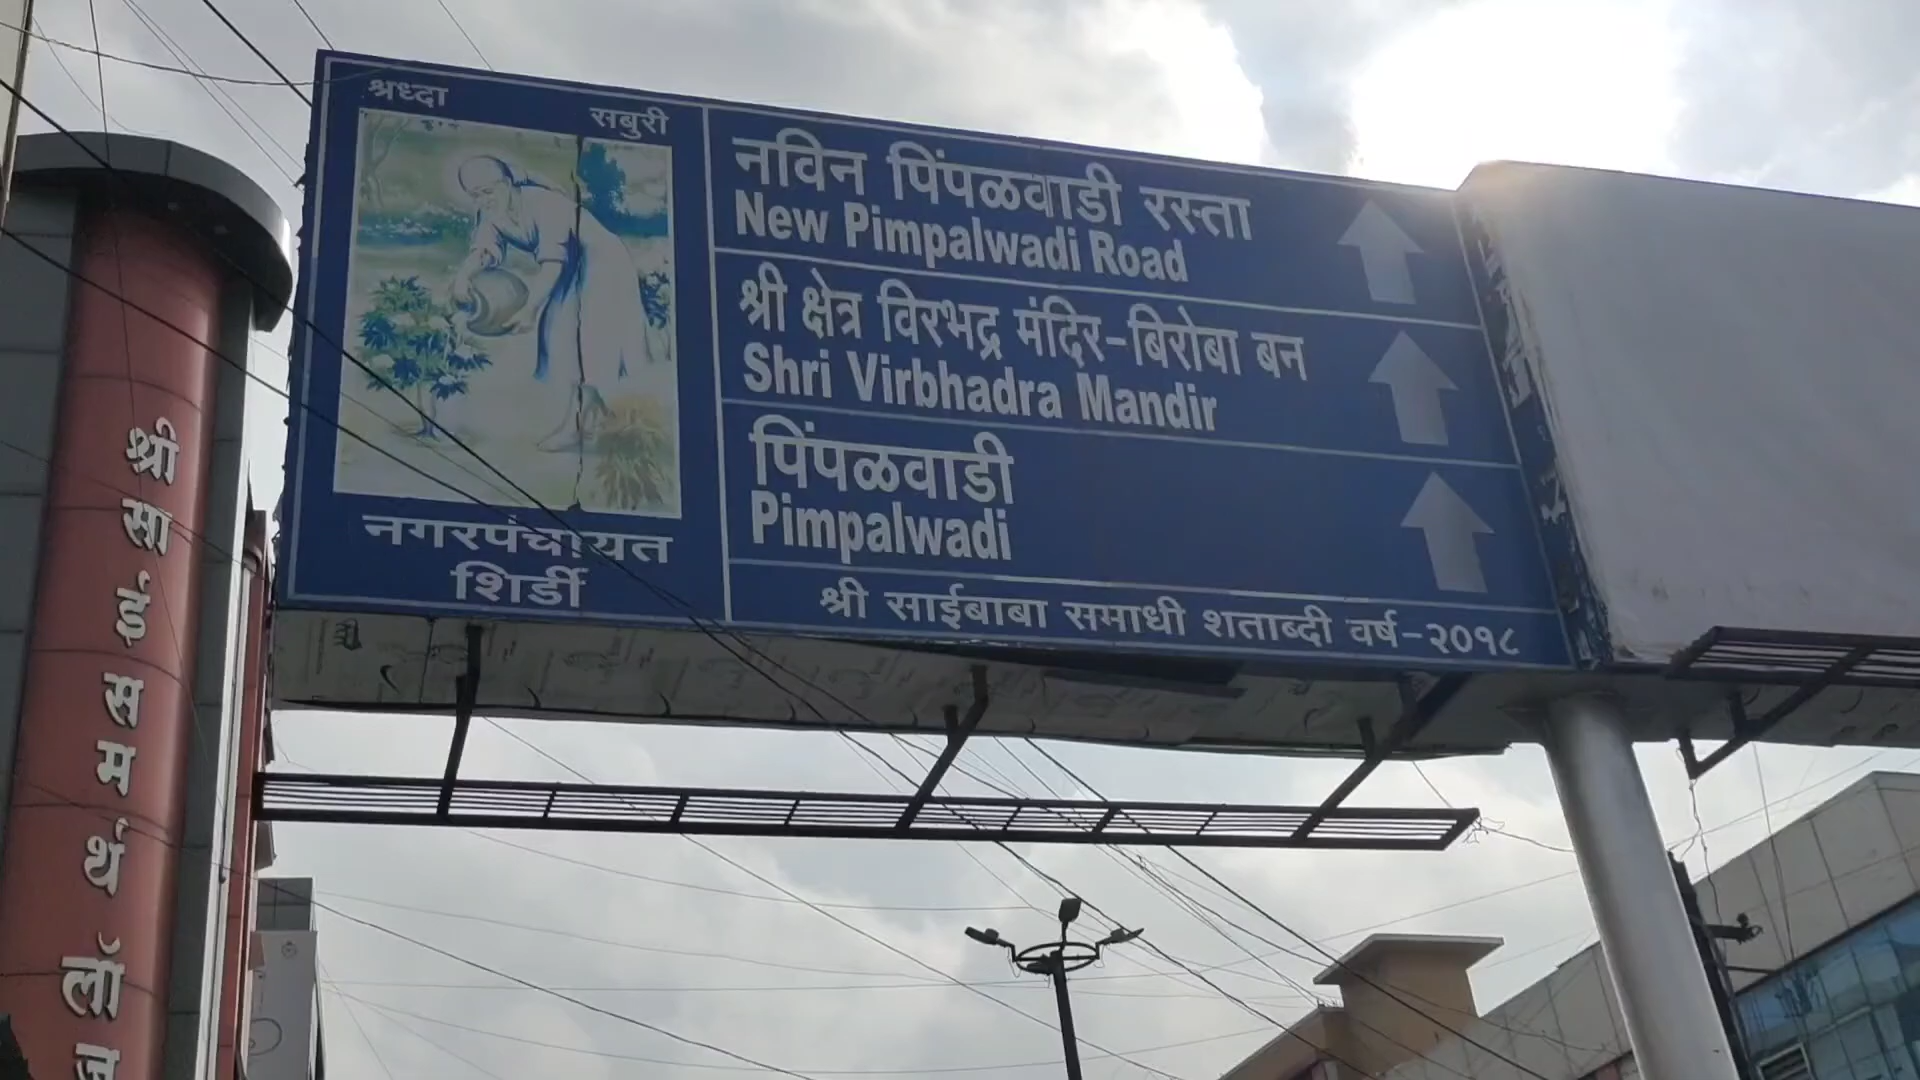 श्रध्दा
सबुरी
नगरपंचायत
शिर्डी
नविन पिंपळवाडी रस्ता
New Pimpalwadi Road
श्री क्षेत्र विरभद्र मंदिर-बिरोबा बन
Shri Virbhadra Mandir
पिंपळवाडी
Pimpalwadi
श्री साईबाबा समाधी शताब्दी वर्ष-२०१८
श्री साई समर्थ लॉज